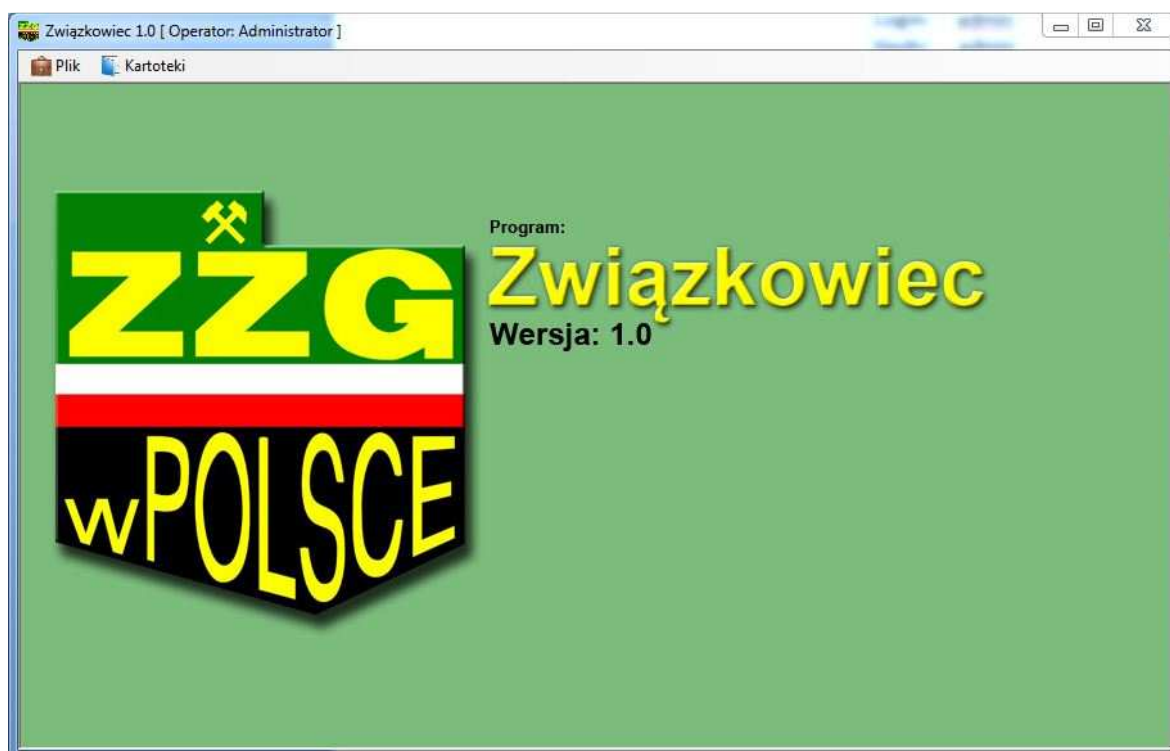 Związkowiec 1.0 [ Operator: Administrator ]
Plik Kartoteki
ZZG
wPOLSCE
Program:
Związkowiec
Wersja: 1.0